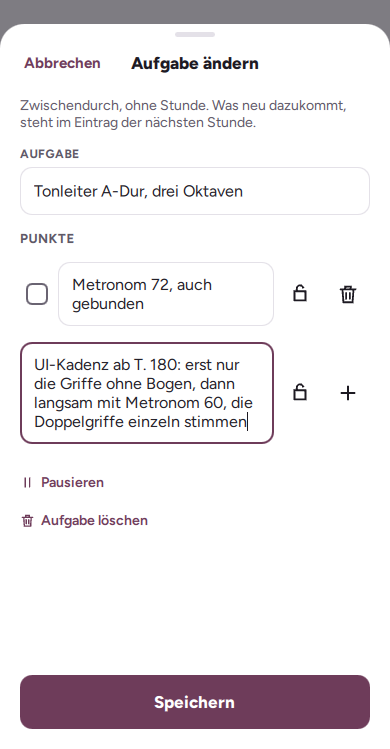 Abbrechen
Aufgabe ändern
Zwischendurch, ohne Stunde. Was neu dazukommt,
steht im Eintrag der nächsten Stunde.
AUFGABE
Tonleiter A-Dur, drei Oktaven
PUNKTE
Metronom 72, auch
gebunden
UI-Kadenz ab T. 180: erst nur
die Griffe ohne Bogen, dann
langsam mit Metronom 60, die
Doppelgriffe einzeln stimmen
Pausieren
Aufgabe löschen
Speichern